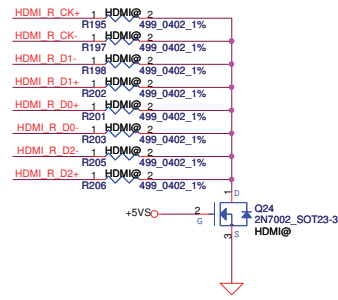 HDMI_R_CK+ 1 HDMI@ 2
R195 499_0402_1%
HDMI_R_CK- 1 HDMI@ 2
R197 499_0402_1%
HDMI_R_D1- 1 HDMI@ 2
R198 499_0402_1%
HDMI_R_D1+ 1 HDMI@ 2
R202 499_0402_1%
HDMI_R_D0+ 1 HDMI@ 2
R201 499_0402_1%
HDMI_R_D0- 1 HDMI@ 2
R203 499_0402_1%
HDMI_R_D2- 1 HDMI@ 2
R205 499_0402_1%
HDMI_R_D2+ 1 HDMI@ 2
R206 499_0402_1%
1 D
+5VS 2 G
Q24
2N7002_SOT23-3
HDMI@
3 S